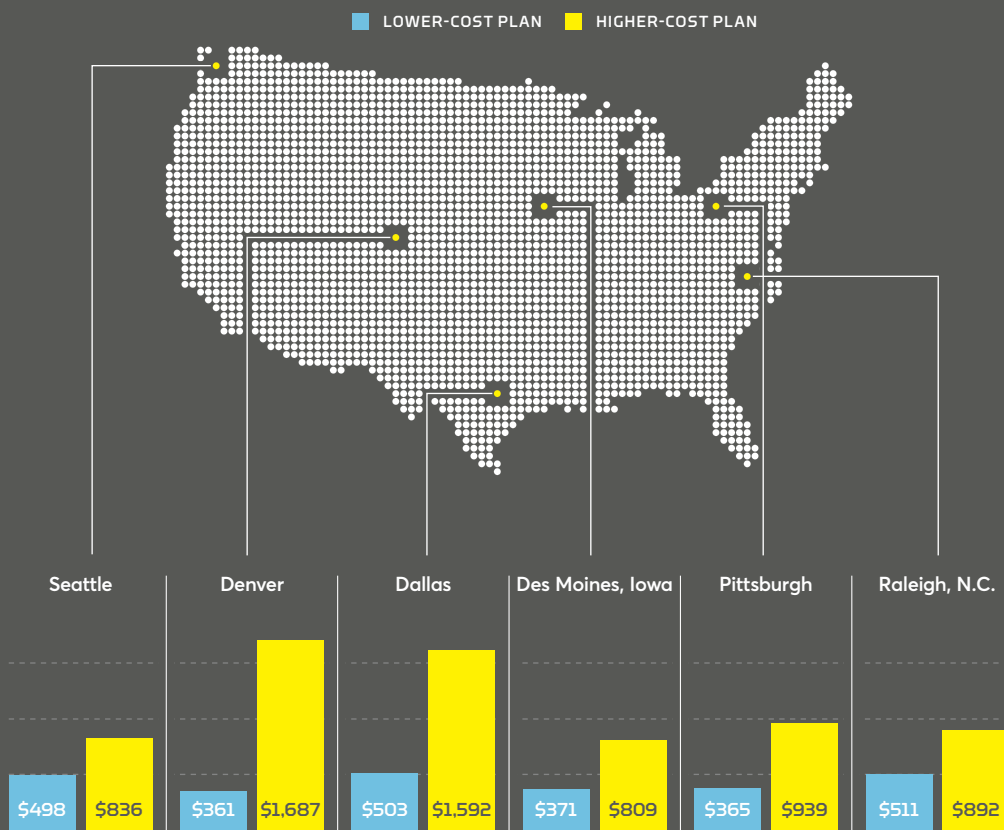 LOWER-COST PLAN HIGHER-COST PLAN
Seattle Denver Dallas Des Moines, Iowa Pittsburgh Raleigh, N.C.
$498 $836 $361 $1,687 $503 $1,592 $371 $809 $365 $939 $511 $892